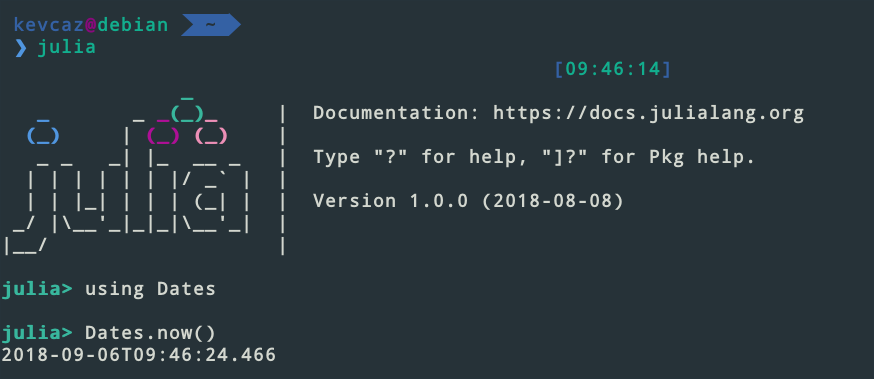 kevcaz@debian ~
❯ julia
[09:46:14]
               _
   _       _ _(_)_     |  Documentation: https://docs.julialang.org
  (_)     | (_) (_)    |
   _ _   _| |_  __ _   |  Type "?" for help, "]?" for Pkg help.
  | | | | | | |/ _` |  |
  | | |_| | | | (_| |  |  Version 1.0.0 (2018-08-08)
 _/ |\__'_|_|_|\__'_|  |
|__/                   |
julia> using Dates
julia> Dates.now()
2018-09-06T09:46:24.466